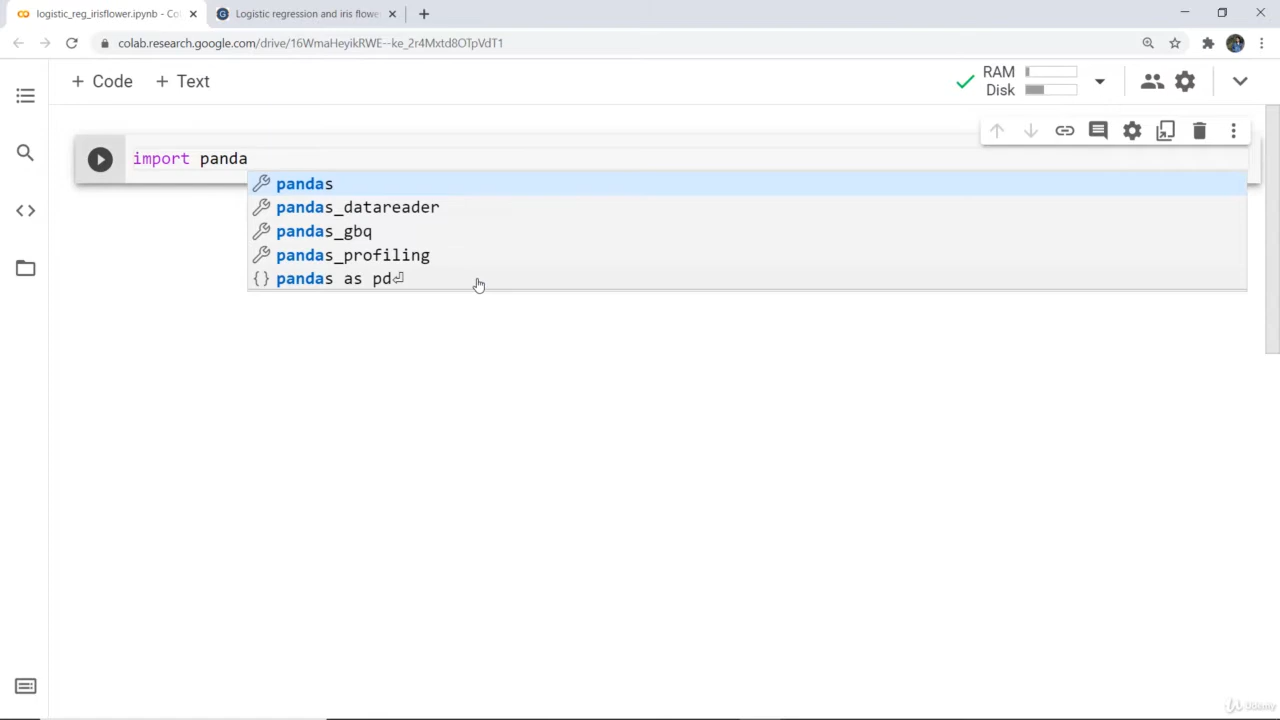 logistic_reg_irisflower.ipynb - Co
Logistic regression and iris flowe
colab.research.google.com/drive/16WmaHeyikRWE--ke_2r4Mxtd8OTpVdT1
+ Code + Text
RAM
Disk
import panda
pandas
pandas_datareader
pandas_gbq
pandas_profiling
{} pandas as pd⏎
Udemy